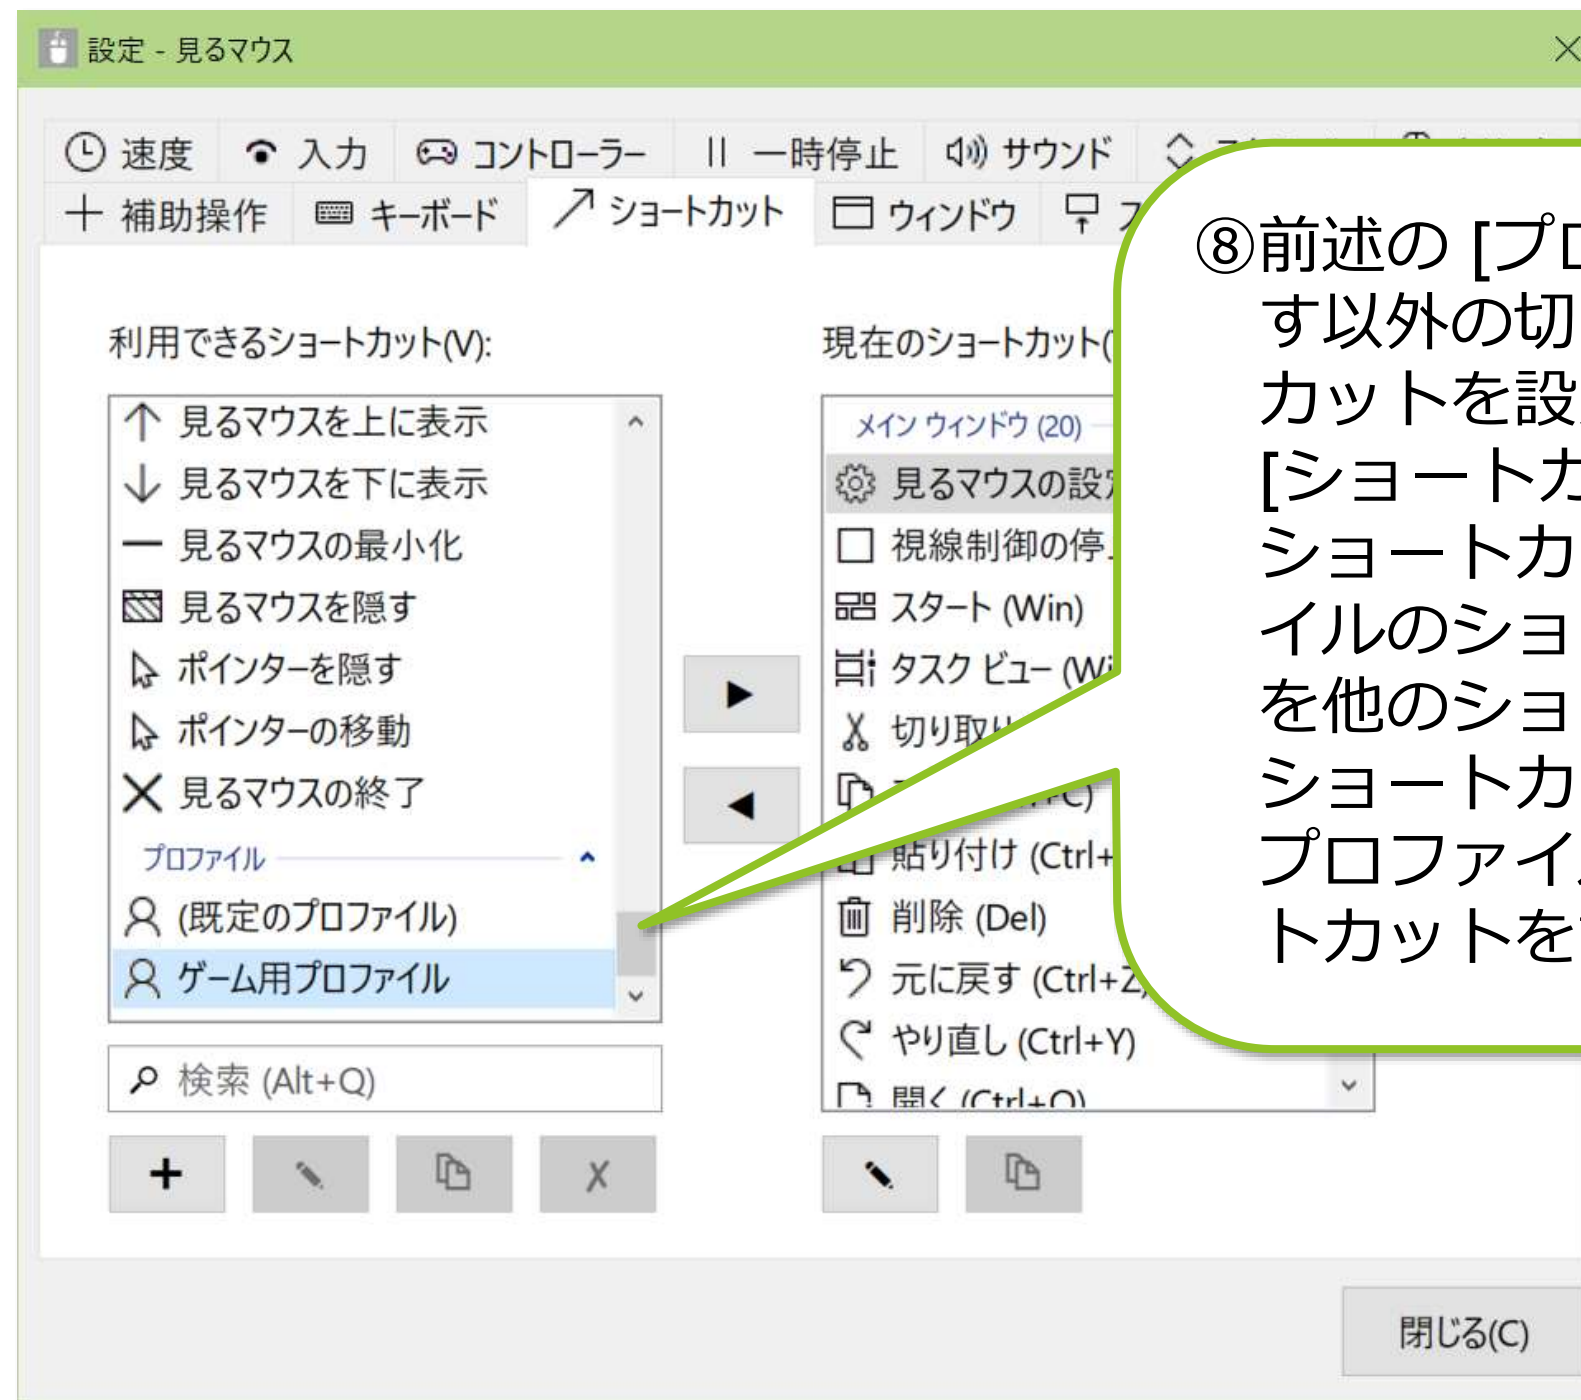 設定 - 見るマウス
速度 入力 コントローラー 一時停止 サウンド
補助操作 キーボード ショートカット ウィンドウ
利用できるショートカット(V):
見るマウスを上に表示
見るマウスを下に表示
見るマウスの最小化
見るマウスを隠す
ポインターを隠す
ポインターの移動
見るマウスの終了
プロファイル
(既定のプロファイル)
ゲーム用プロファイル
検索 (Alt+Q)
現在のショートカット(
メイン ウィンドウ (20)
見るマウスの設定
視線制御の停
スタート (Win)
タスク ビュー (Wi
切り取り
貼り付け (Ctrl+
削除 (Del)
元に戻す (Ctrl+Z)
やり直し (Ctrl+Y)
開く (Ctrl+O)
⑧前述の [プロ
す以外の切
カットを設
[ショートカ
ショートカ
イルのショ
を他のショ
ショートカ
プロファイ
トカットを
閉じる(C)